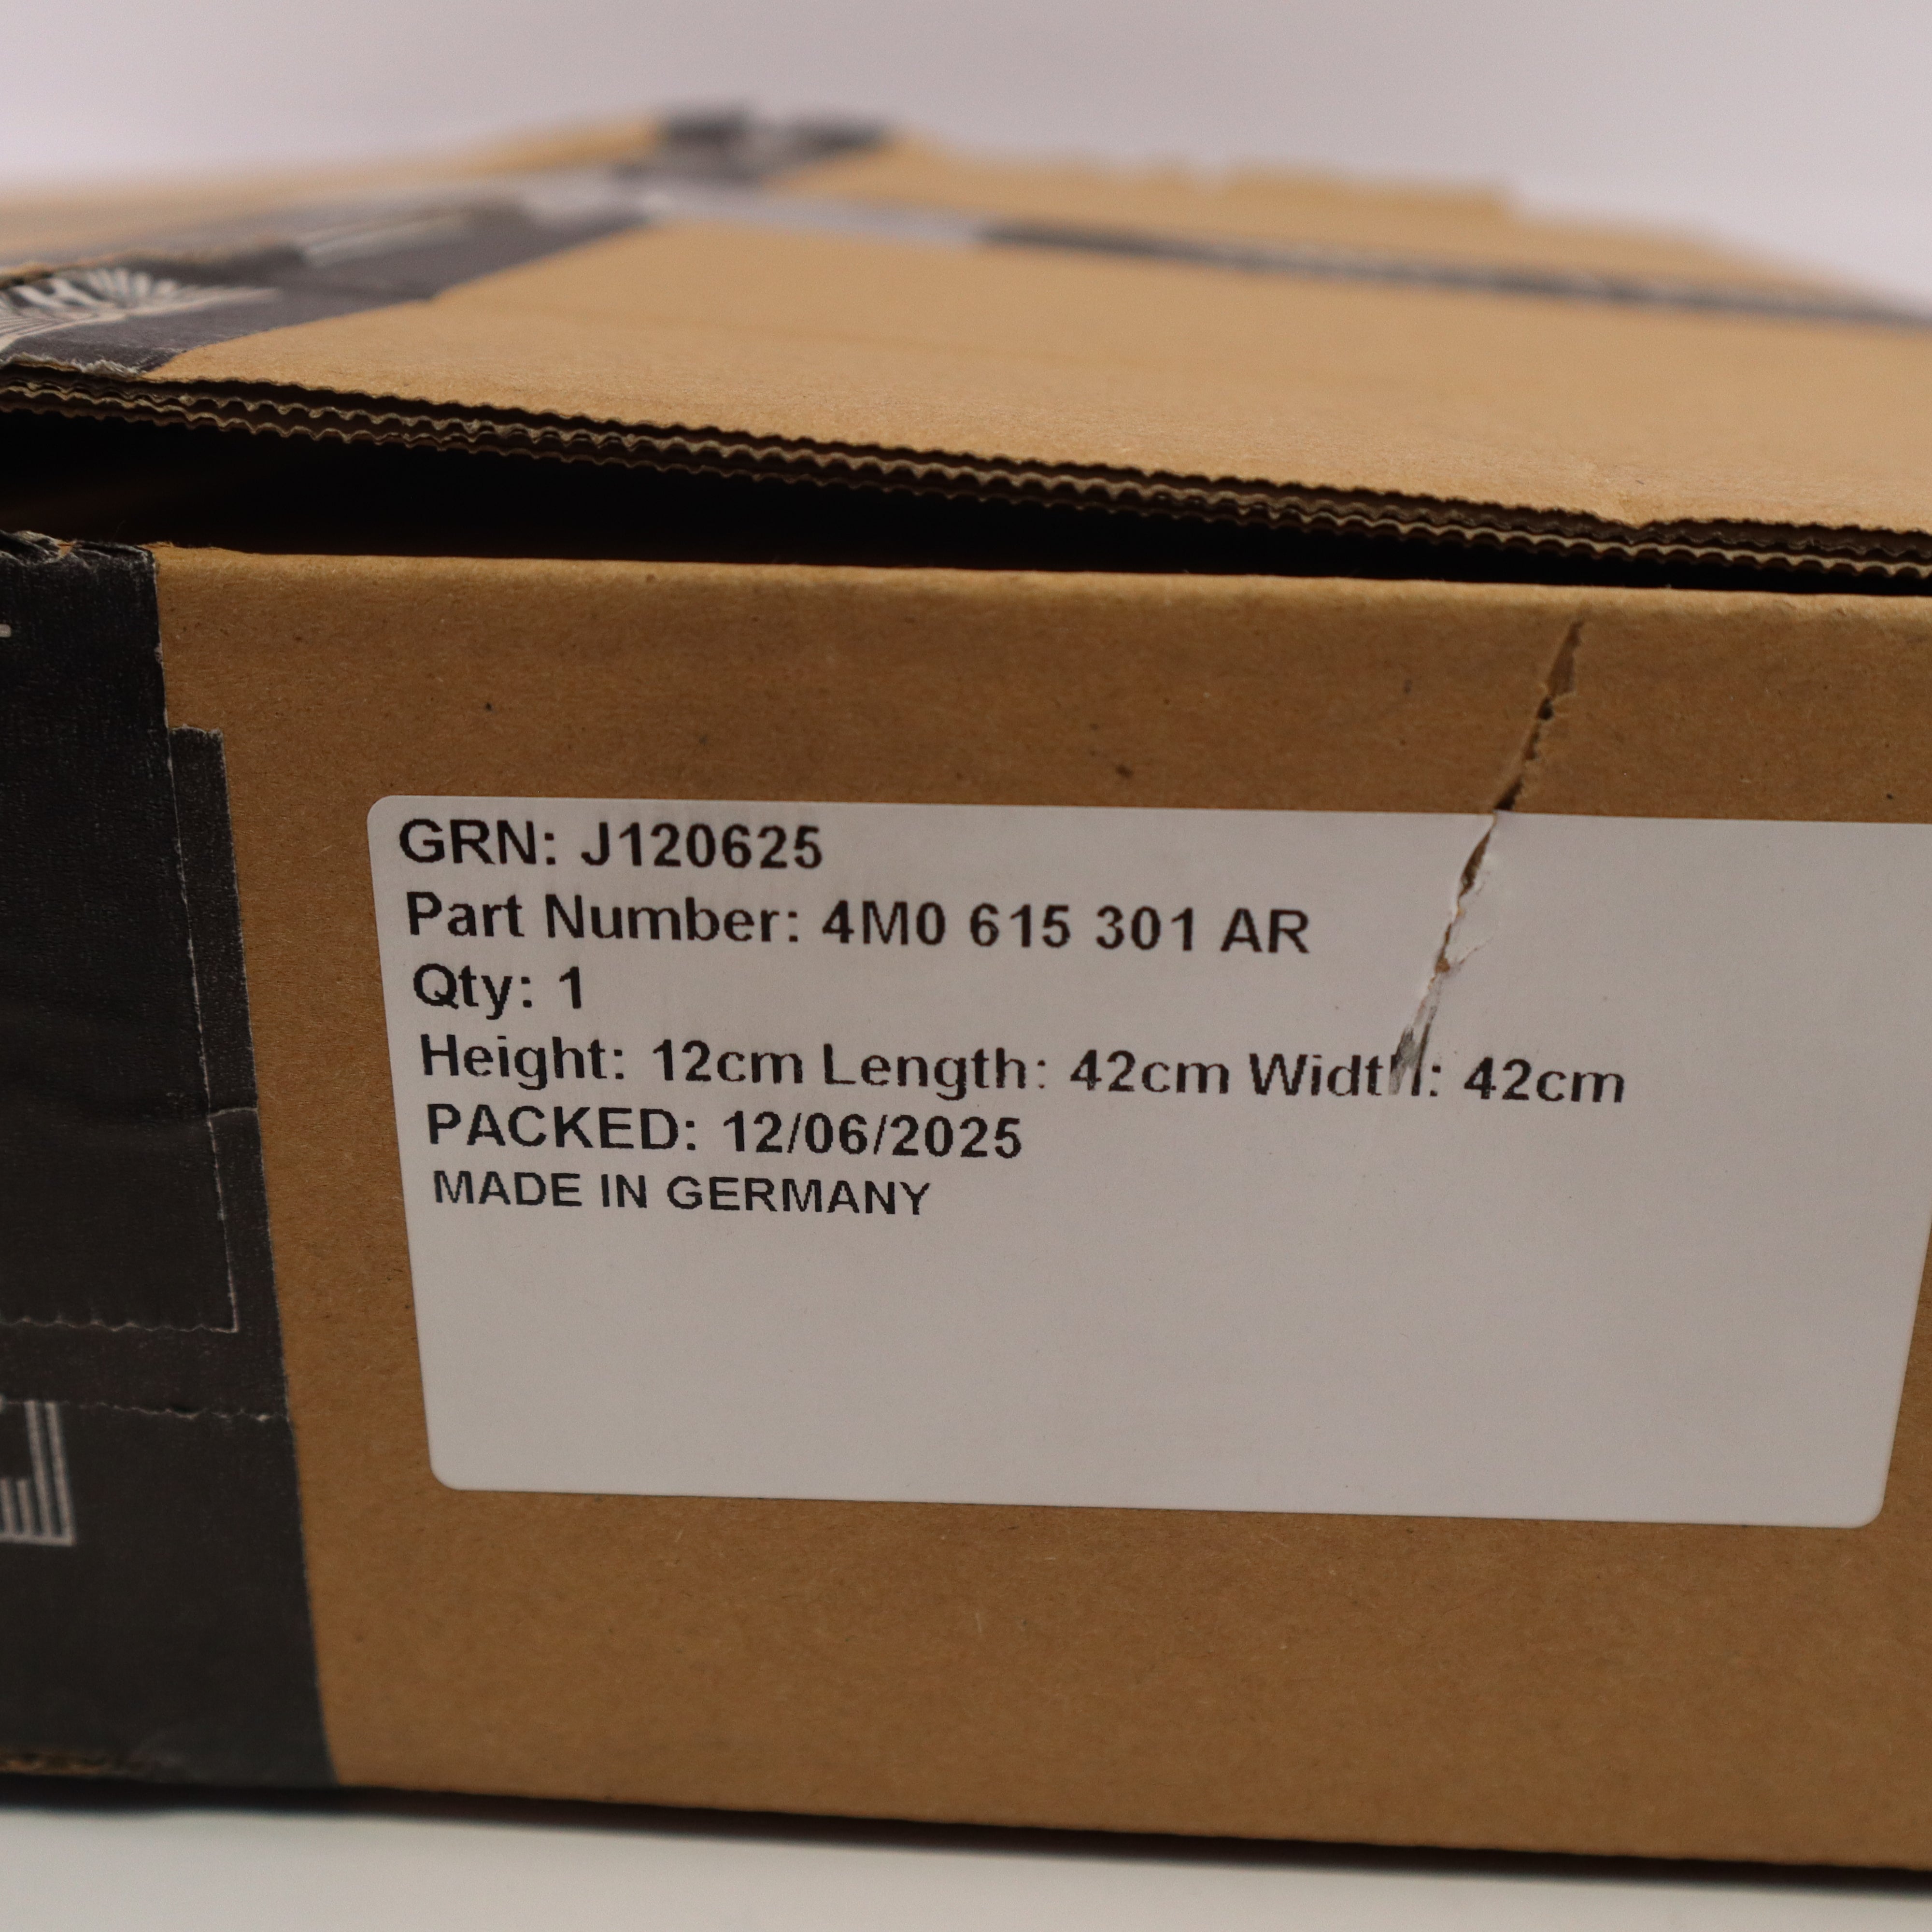 GRN: J120625
Part Number: 4M0 615 301 AR
Qty: 1
Height: 12cm Length: 42cm Width: 42cm
PACKED: 12/06/2025
MADE IN GERMANY